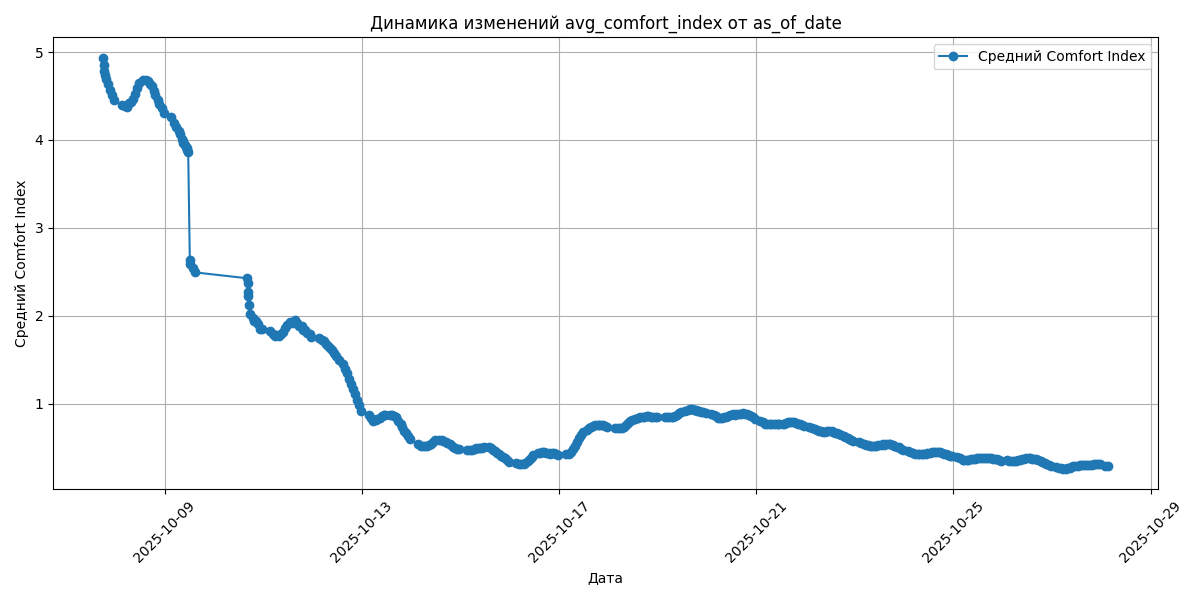 Динамика изменений avg_comfort_index от as_of_date
Средний Comfort Index
Средний Comfort Index
5
4
3
2
1
2025-10-09
2025-10-13
2025-10-17
2025-10-21
2025-10-25
2025-10-29
Дата